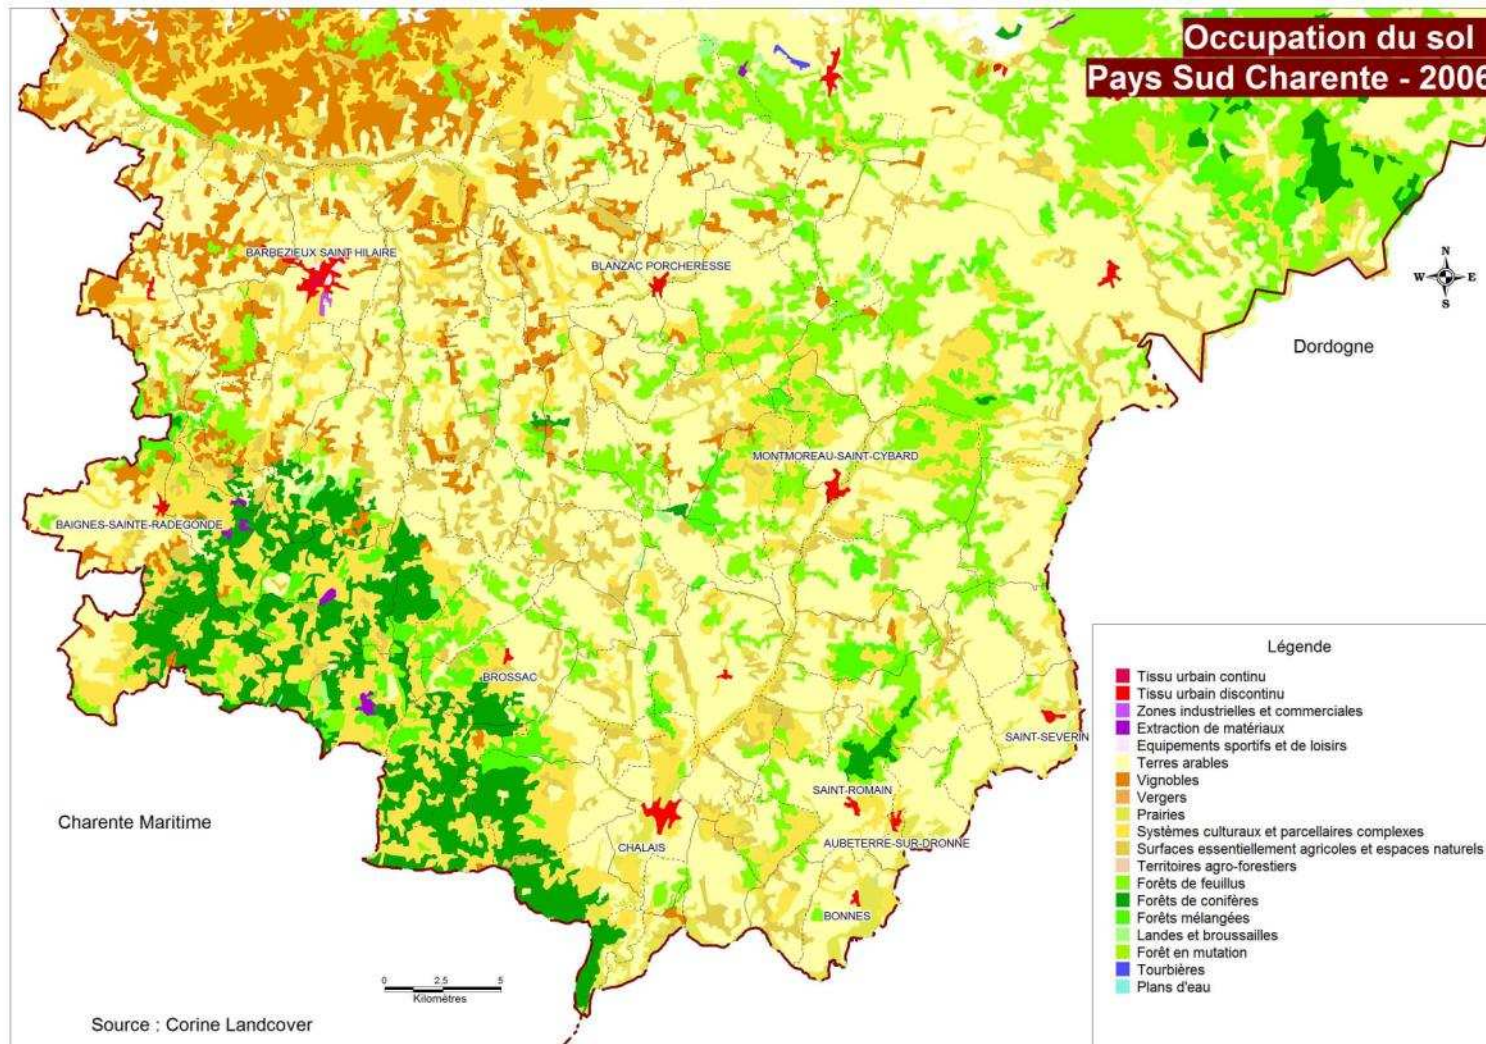 Occupation du sol
Pays Sud Charente - 2006
N
W E
S
BARBEZIEUX SAINT HILAIRE
BLANZAC PORCHERESSE
Dordogne
MONTMOREAU-SAINT-CYBARD
BAIGNES-SAINTE-RADEGONDE
BROSSAC
SAINT-SEVERIN
SAINT-ROMAIN
Charente Maritime
CHALAIS
AUBETERRE-SUR-DRONNE
BONNES
0 2,5 5
Kilomètres
Source : Corine Landcover
Légende
Tissu urbain continu
Tissu urbain discontinu
Zones industrielles et commerciales
Extraction de matériaux
Equipements sportifs et de loisirs
Terres arables
Vignobles
Vergers
Prairies
Systèmes culturaux et parcellaires complexes
Surfaces essentiellement agricoles et espaces naturels
Territoires agro-forestiers
Forêts de feuillus
Forêts de conifères
Forêts mélangées
Landes et broussailles
Forêt en mutation
Tourbières
Plans d'eau